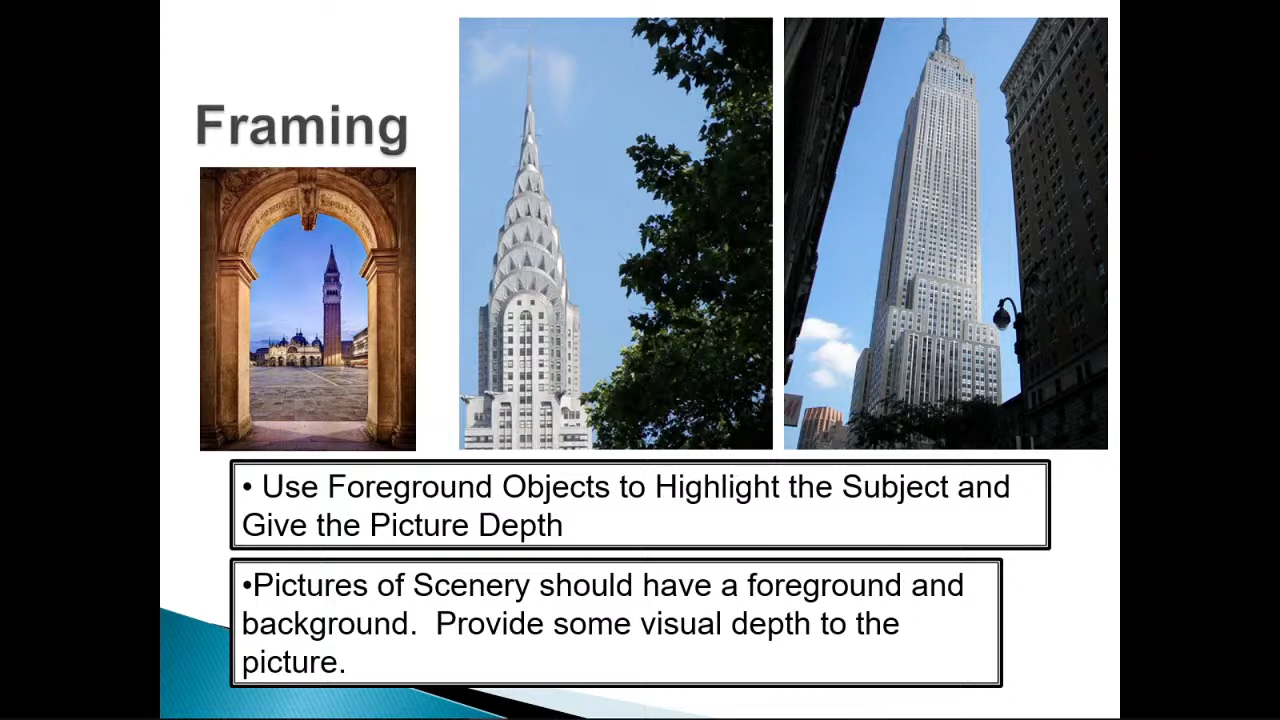 Framing
• Use Foreground Objects to Highlight the Subject and
Give the Picture Depth
•Pictures of Scenery should have a foreground and
background.  Provide some visual depth to the
picture.